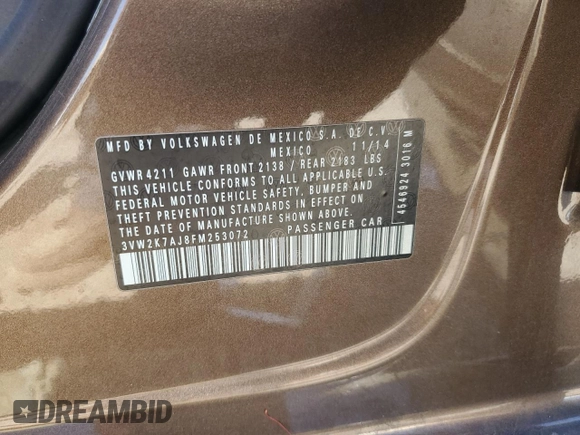 MFD BY VOLKSWAGEN DE MEXICO S.A. DE C.V.
MEXICO 11/14
GVWR 4211 GAWR FRONT 2138 / REAR 2183 LBS
THIS VEHICLE CONFORMS TO ALL APPLICABLE U.S.
FEDERAL MOTOR VEHICLE SAFETY, BUMPER AND
THEFT PREVENTION STANDARDS IN EFFECT ON
THE DATE OF MANUFACTURE SHOWN ABOVE.
3VW2K7AJ8FM253072 PASSENGER CAR
4546924 3016 M
DREAMBID